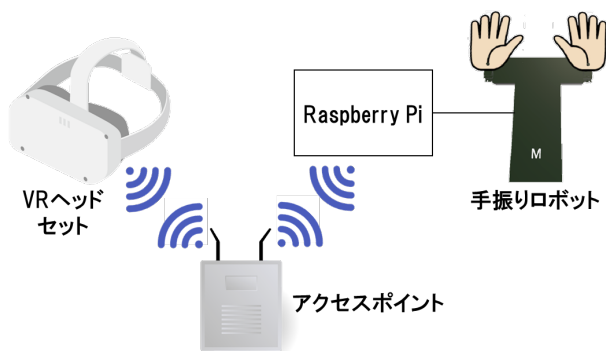 Raspberry Pi
M
VRヘッド
セット
手振りロボット
アクセスポイント